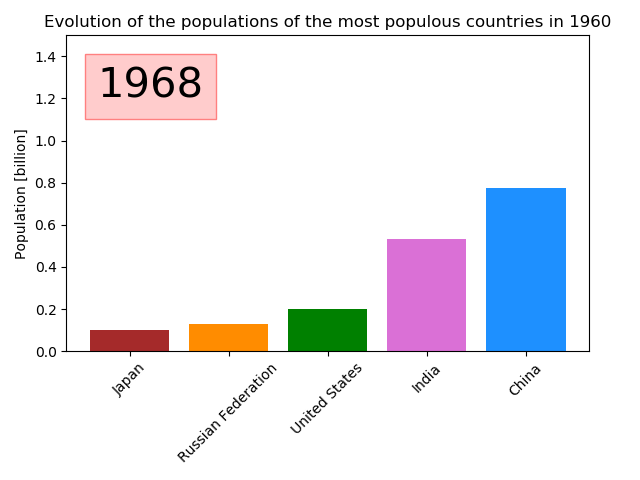 Evolution of the populations of the most populous countries in 1960
1968
Population [billion]
1.4
1.2
1.0
0.8
0.6
0.4
0.2
0.0
Japan
Russian Federation
United States
India
China